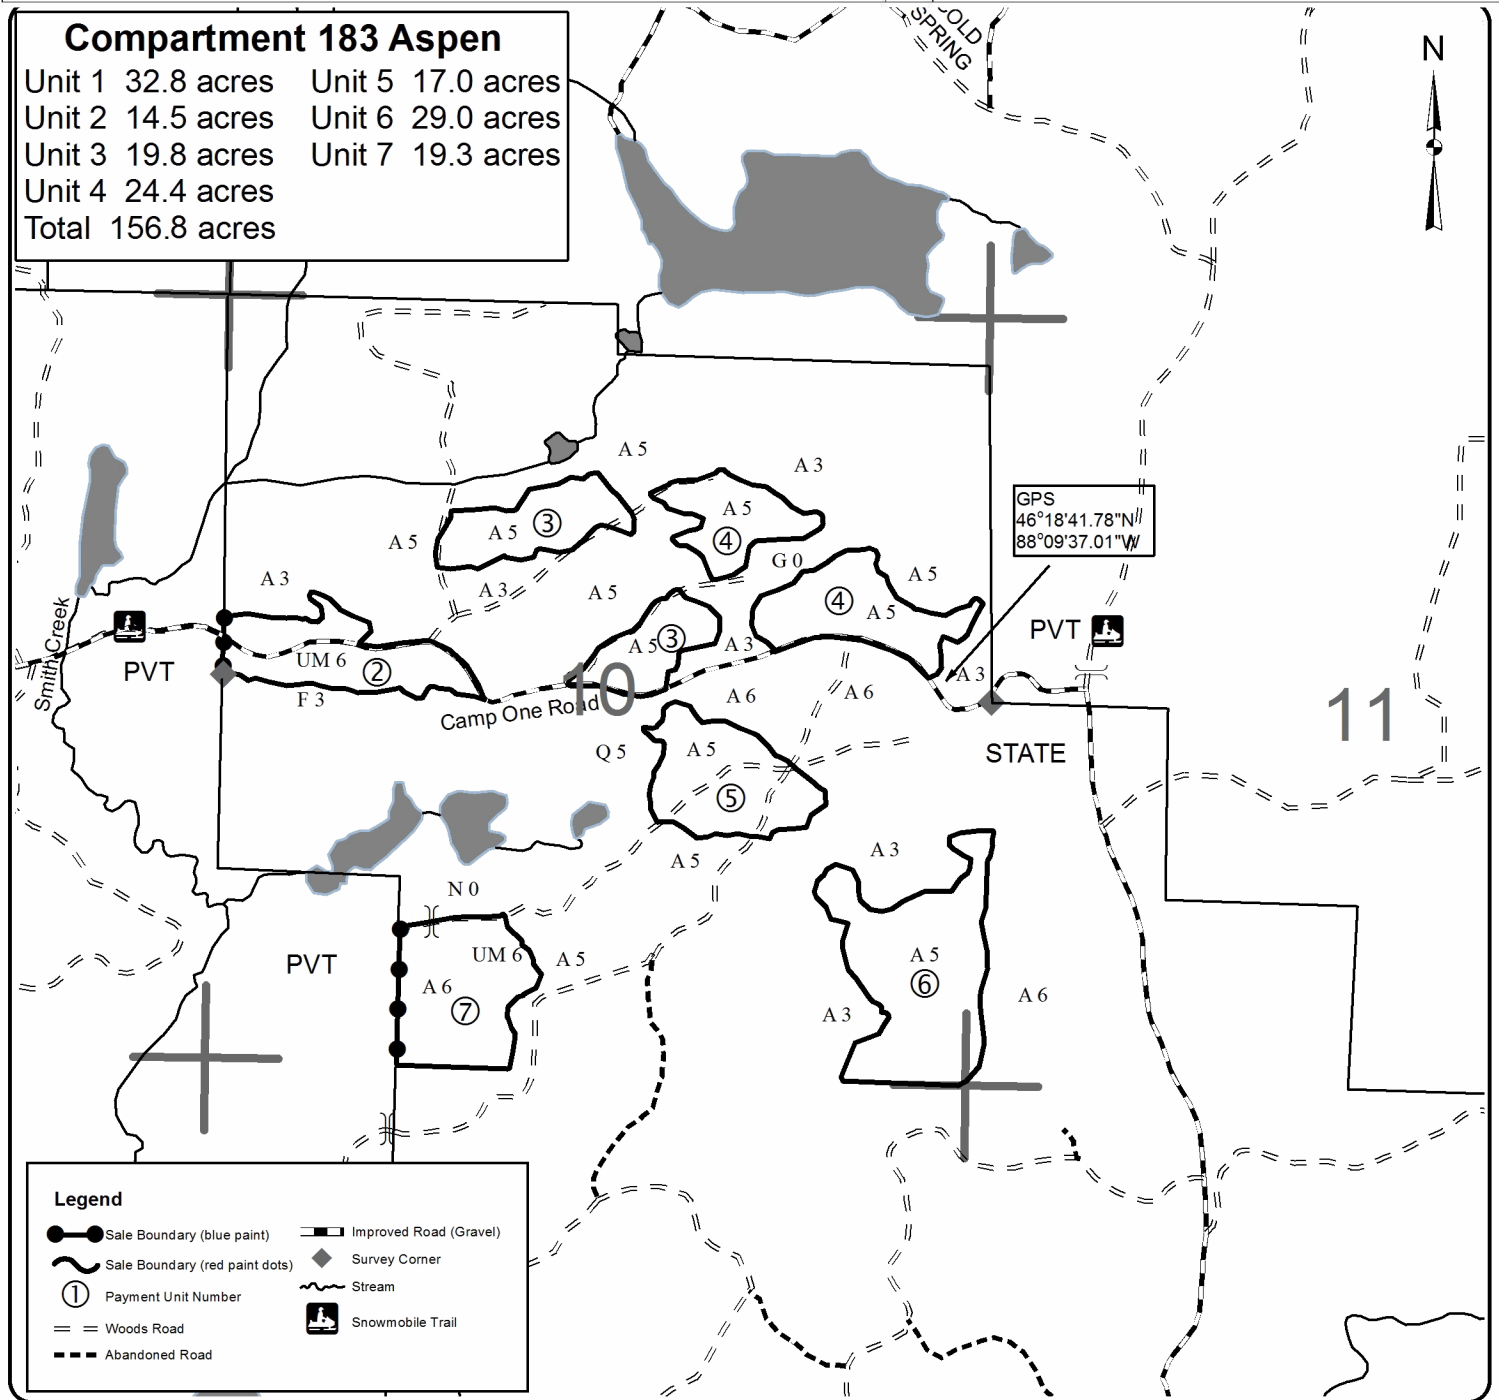 Compartment 183 Aspen
Unit 1 32.8 acres Unit 5 17.0 acres
Unit 2 14.5 acres Unit 6 29.0 acres
Unit 3 19.8 acres Unit 7 19.3 acres
Unit 4 24.4 acres
Total 156.8 acres
COLD
SPRING
N
A 5
A 3
GPS
46°18'41.78"N
88°09'37.01"W
A 5
A 5
③
A 5
④
G 0
A 3
A 3
A 5
④
A 5
A 5
Smith Creek
PVT
UM 6
②
F 3
A 5
③
A 3
A 3
PVT
10
Camp One Road
A 6
A 6
11
Q 5
A 5
⑤
STATE
A 5
A 3
N 0
PVT
UM 6
A 5
A 6
⑦
A 5
⑥
A 3
A 6
Legend
Sale Boundary (blue paint)
Sale Boundary (red paint dots)
① Payment Unit Number
Woods Road
Abandoned Road
Improved Road (Gravel)
Survey Corner
Stream
Snowmobile Trail